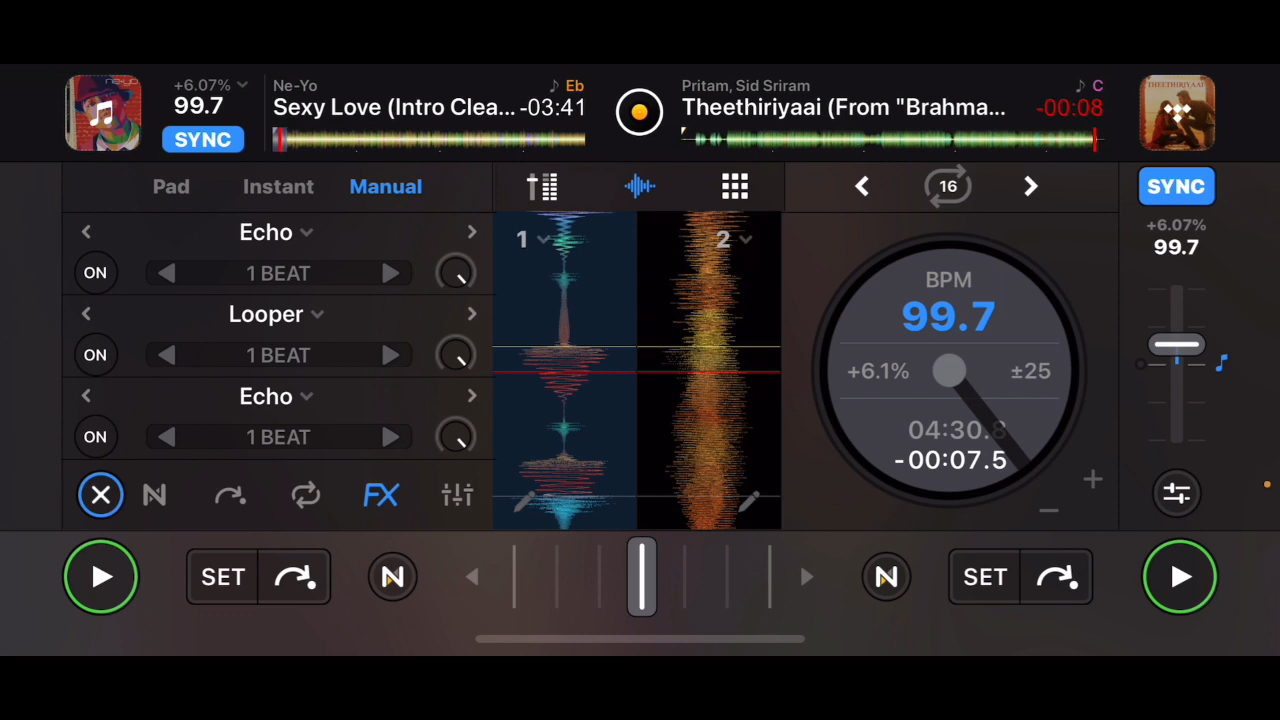 +6.07%
99.7
SYNC
Ne-Yo
Eb
Sexy Love (Intro Clea... -03:41
Pritam, Sid Sriram
C
Theethiriyaai (From "Brahma... -00:08
THEETHIRIYAAI
Pad Instant Manual
16
SYNC
+6.07%
99.7
Echo
ON 1 BEAT
Looper
ON 1 BEAT
Echo
ON 1 BEAT
FX
1
2
BPM
99.7
+6.1% ±25
04:30.8
-00:07.5
SET
SET